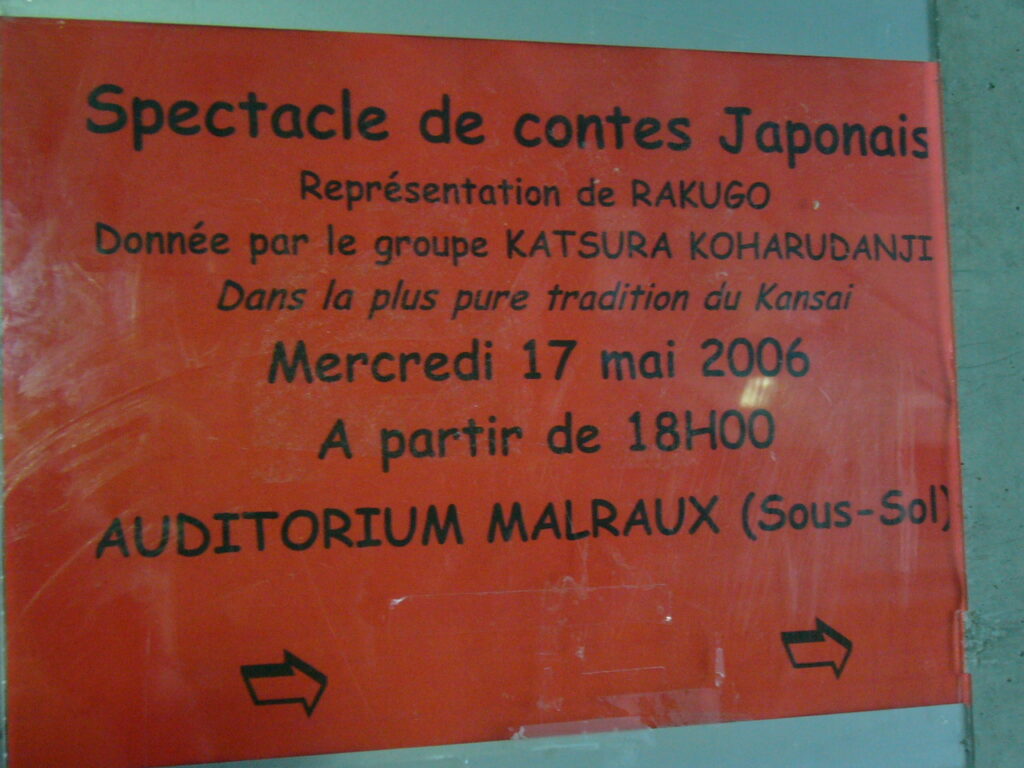 Spectacle de contes Japonais
Représentation de RAKUGO
Donnée par le groupe KATSURA KOHARUDANJI
Dans la plus pure tradition du Kansai
Mercredi 17 mai 2006
A partir de 18H00
AUDITORIUM MALRAUX (Sous-Sol)